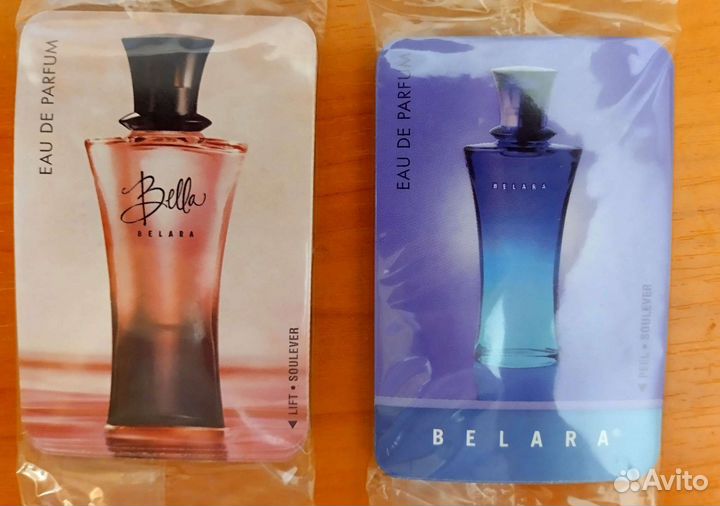 EAU DE PARFUM
Bella
BELARA
LIFT • SOULEVER
EAU DE PARFUM
BELARA
PEEL • SOULEVER
BELARA®
Avito